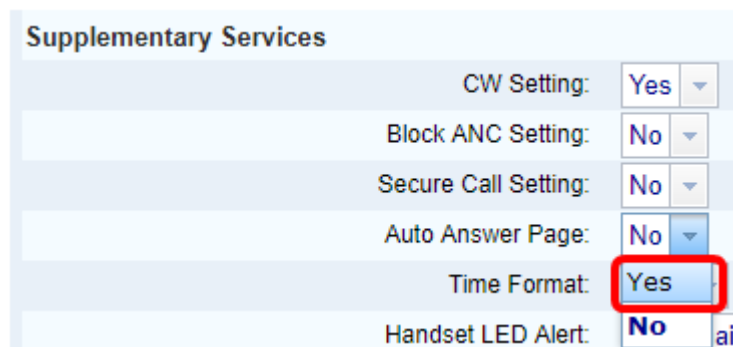 Supplementary Services
CW Setting: Yes
Block ANC Setting: No
Secure Call Setting: No
Auto Answer Page: No
Time Format: Yes
Handset LED Alert: No ai